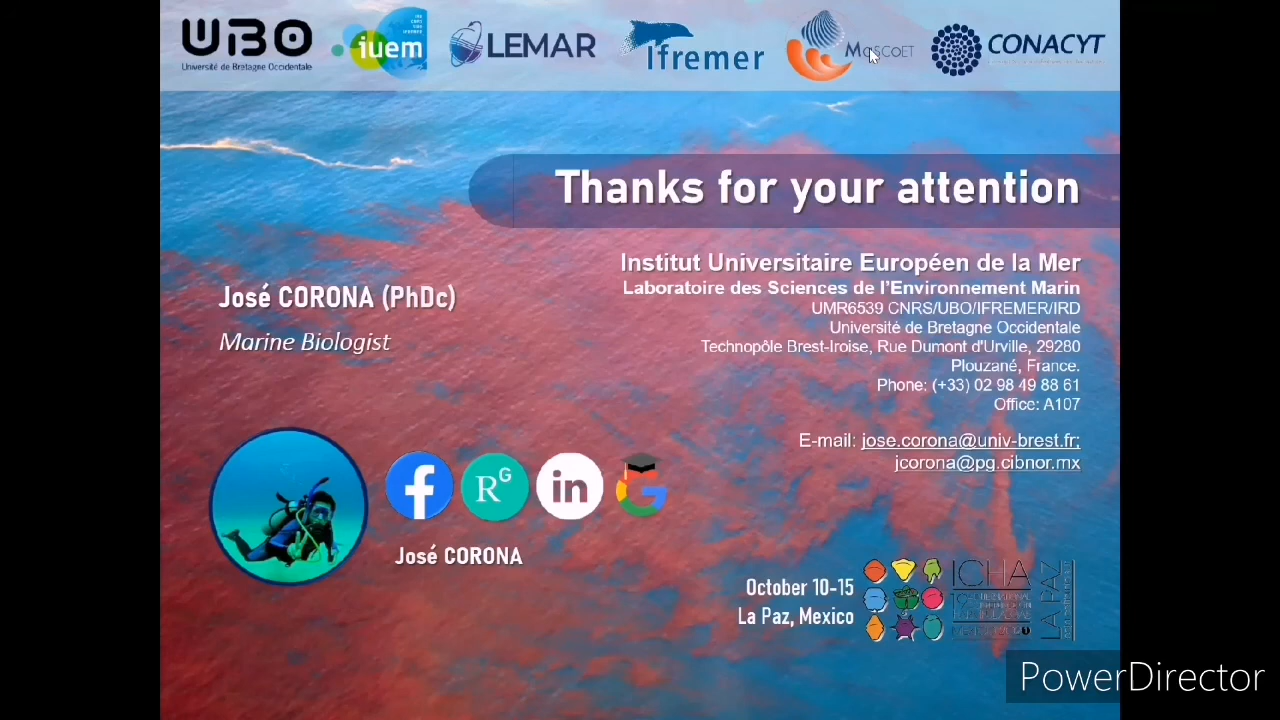 UBO
Université de Bretagne Occidentale
iuem
LEMAR
Ifremer
MOSCOET
CONACYT
Thanks for your attention
Institut Universitaire Européen de la Mer
Laboratoire des Sciences de l'Environnement Marin
UMR6539 CNRS/UBO/IFREMER/IRD
Université de Bretagne Occidentale
Technopôle Brest-Iroise, Rue Dumont d'Urville, 29280
Plouzané, France.
Phone: (+33) 02 98 49 88 61
Office: A107
E-mail: jose.corona@univ-brest.fr;
jcorona@pg.cibnor.mx
José CORONA (PhDc)
Marine Biologist
f
R G
in
G
José CORONA
October 10-15
La Paz, Mexico
ICHA
LA PAZ
PowerDirector